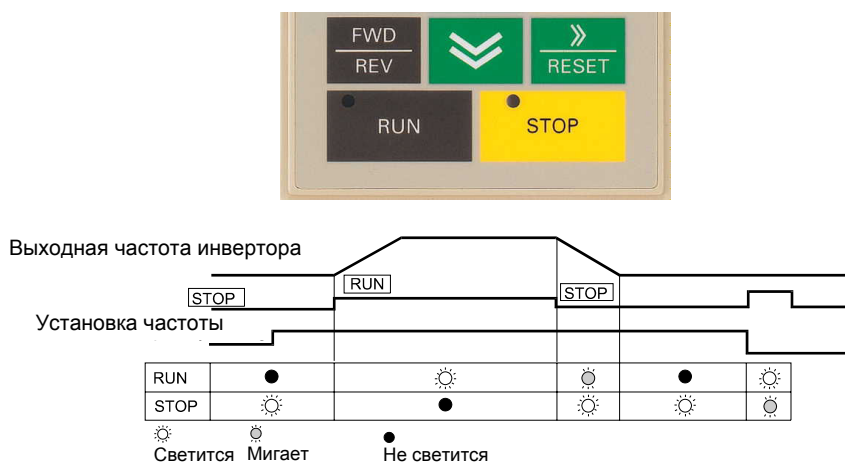 FWD
REV
RESET
RUN
STOP
Выходная частота инвертора
RUN
STOP
STOP
Установка частоты
RUN
STOP
Светится Мигает Не светится